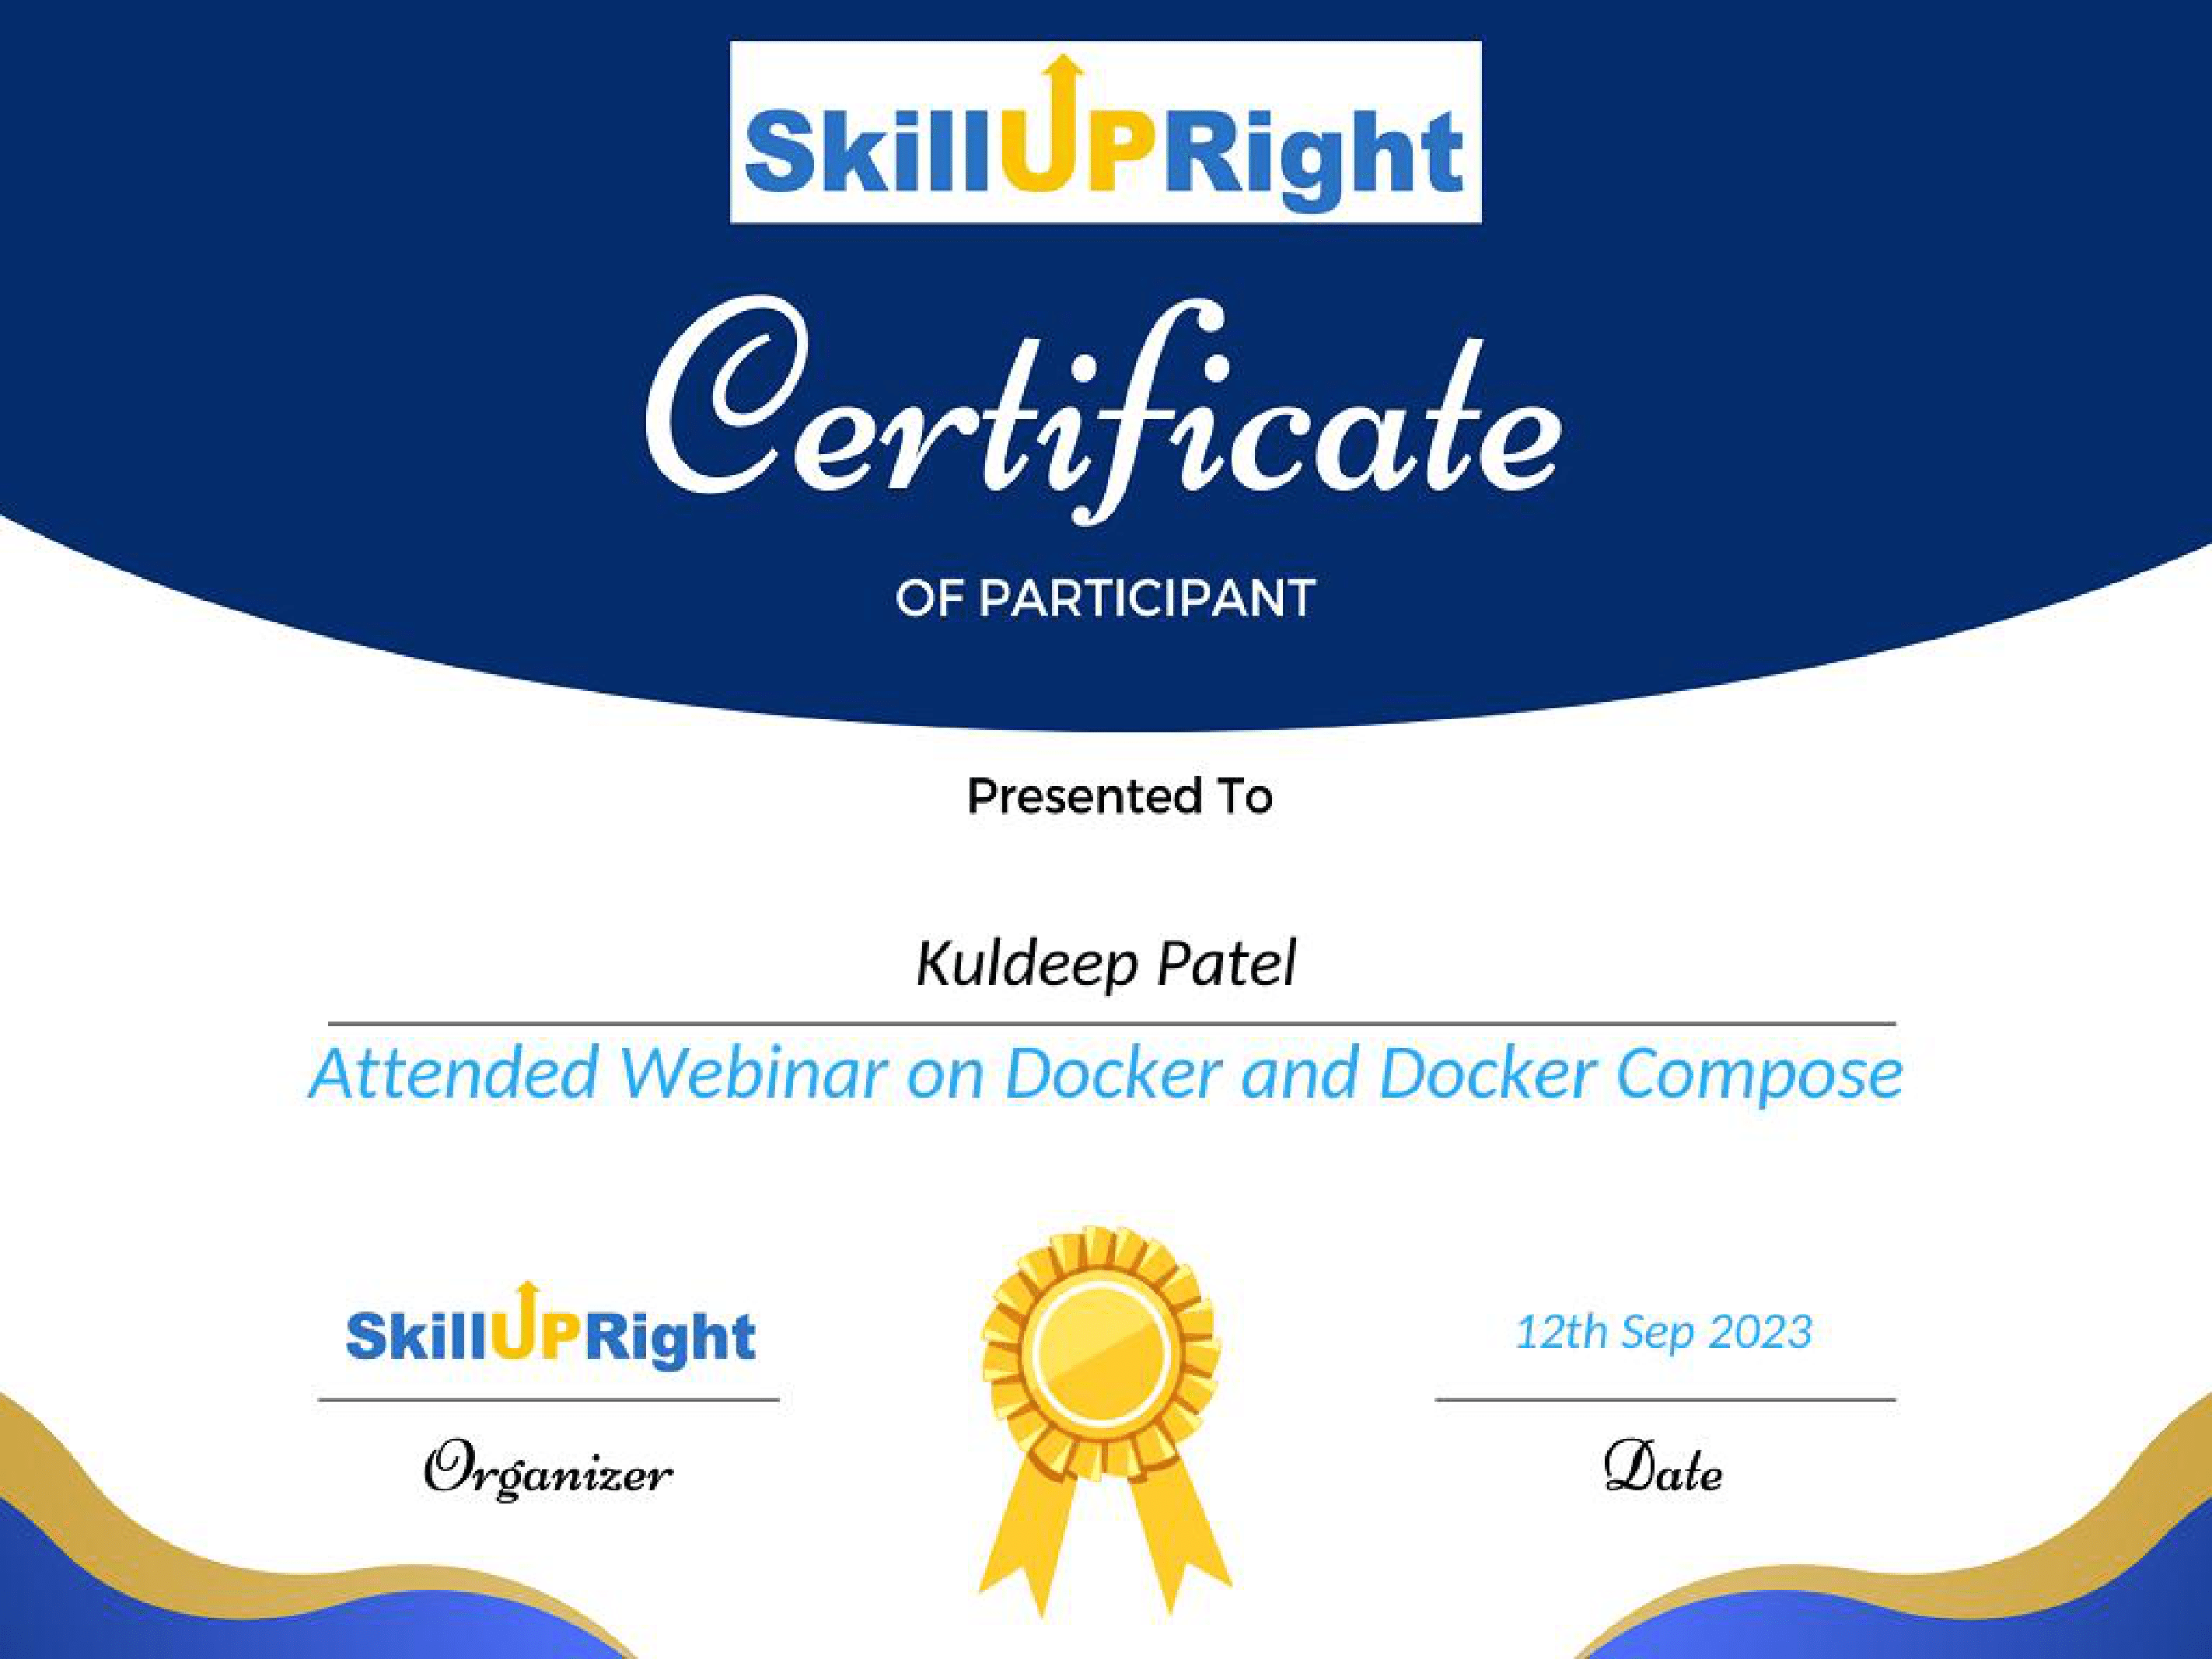 SkillUPRight
Certificate
OF PARTICIPANT
Presented To
Kuldeep Patel
Attended Webinar on Docker and Docker Compose
SkillUPRight
12th Sep 2023
Organizer
Date